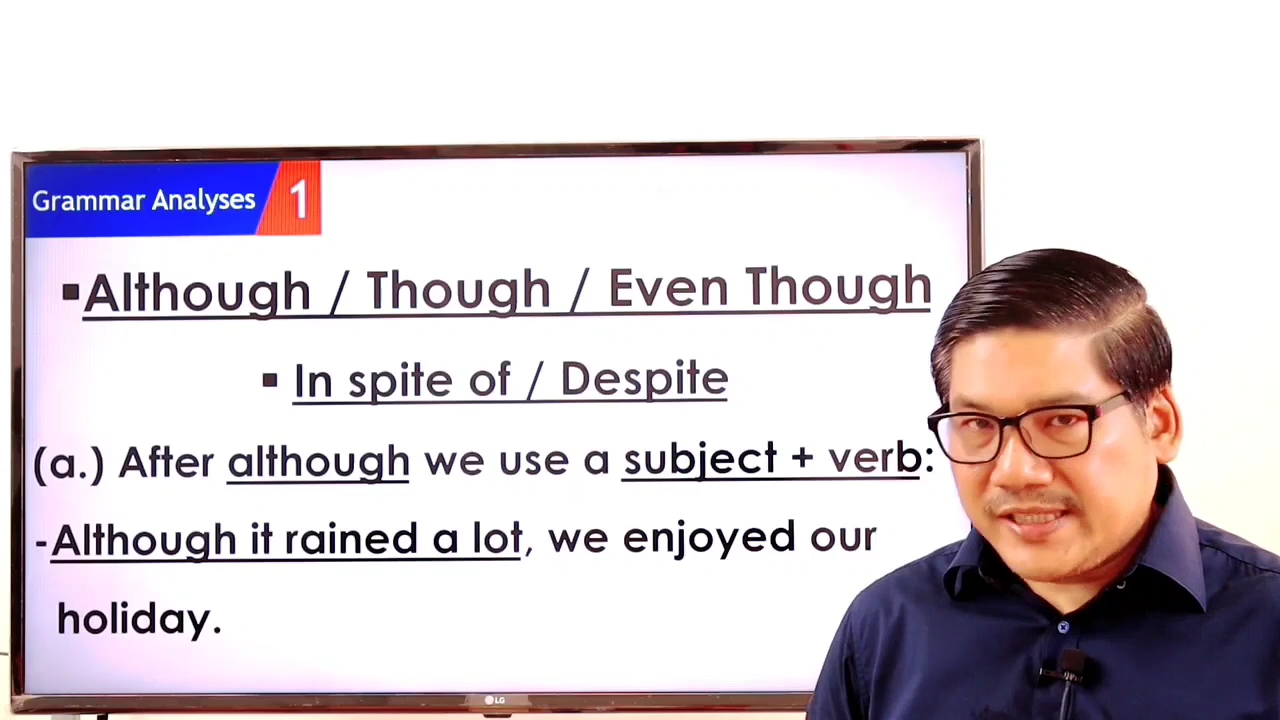 Grammar Analyses 1
▪Although / Though / Even Though
▪ In spite of / Despite
(a.) After although we use a subject + verb:
-Although it rained a lot, we enjoyed our
holiday.
LG